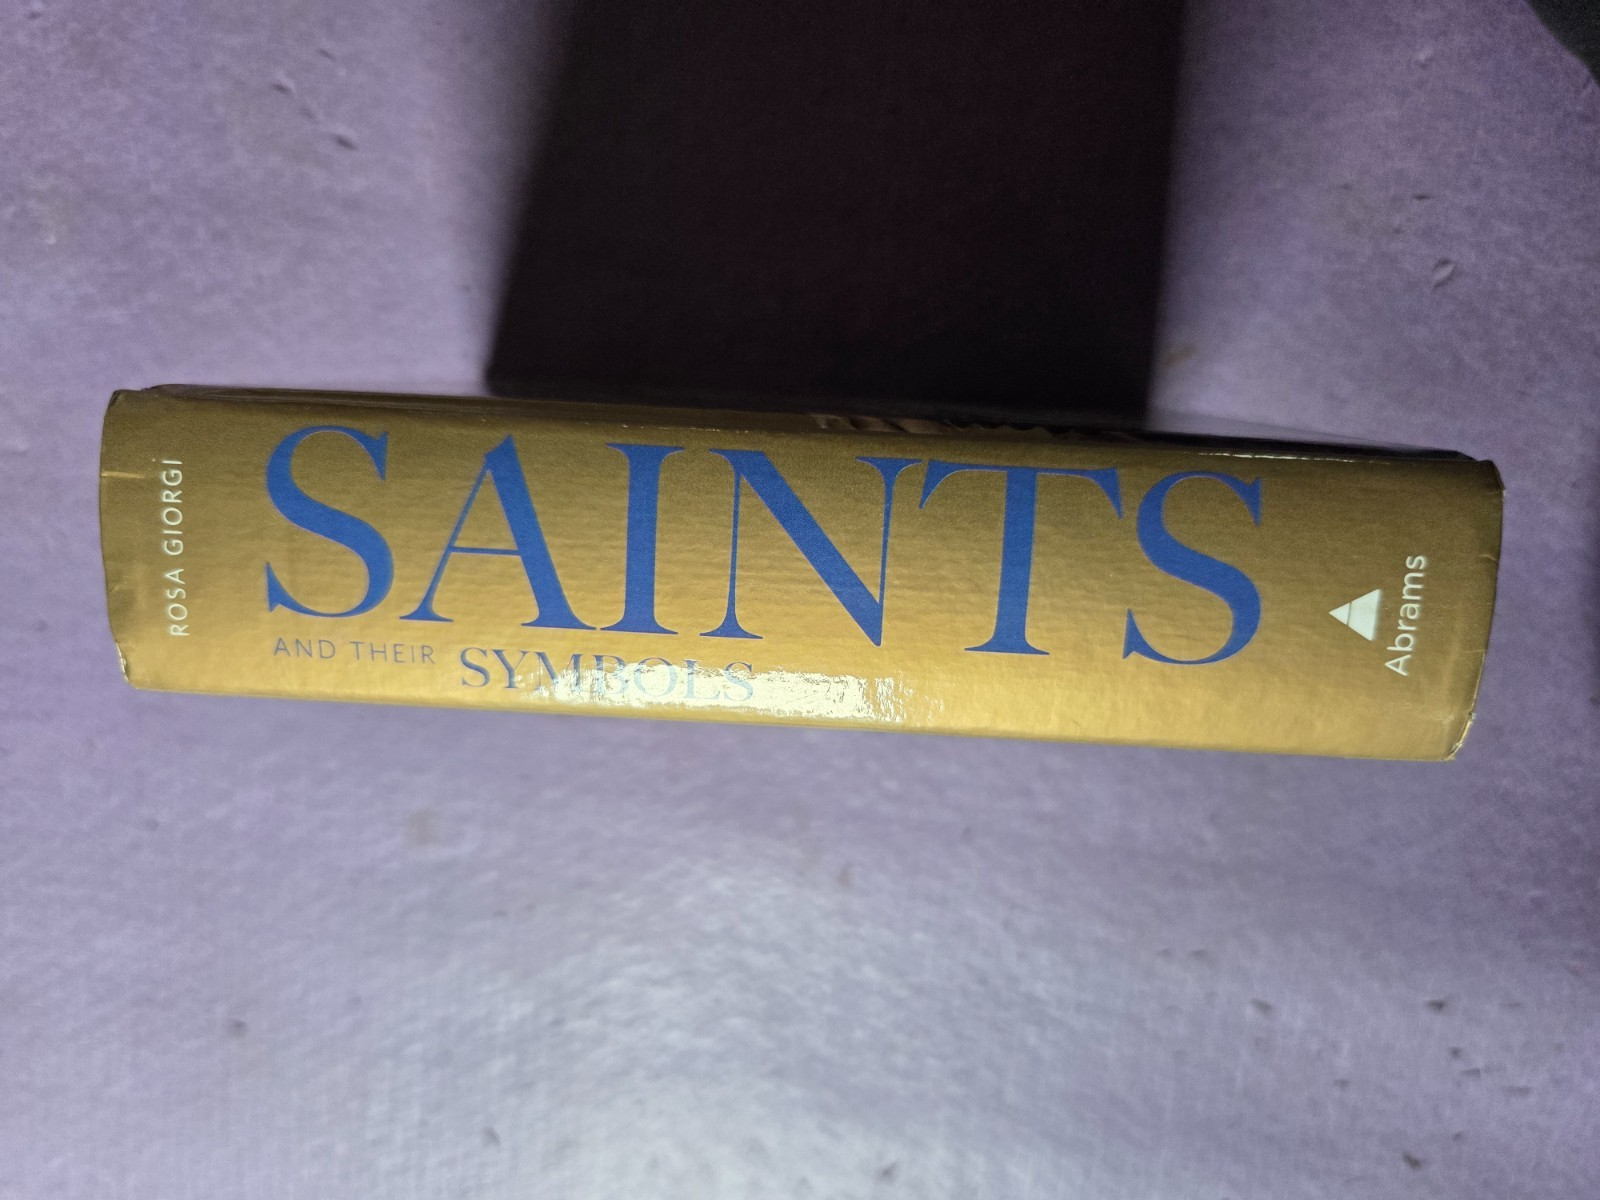 ROSA GIORGI
SAINTS
AND THEIR SYMBOLS
Abrams